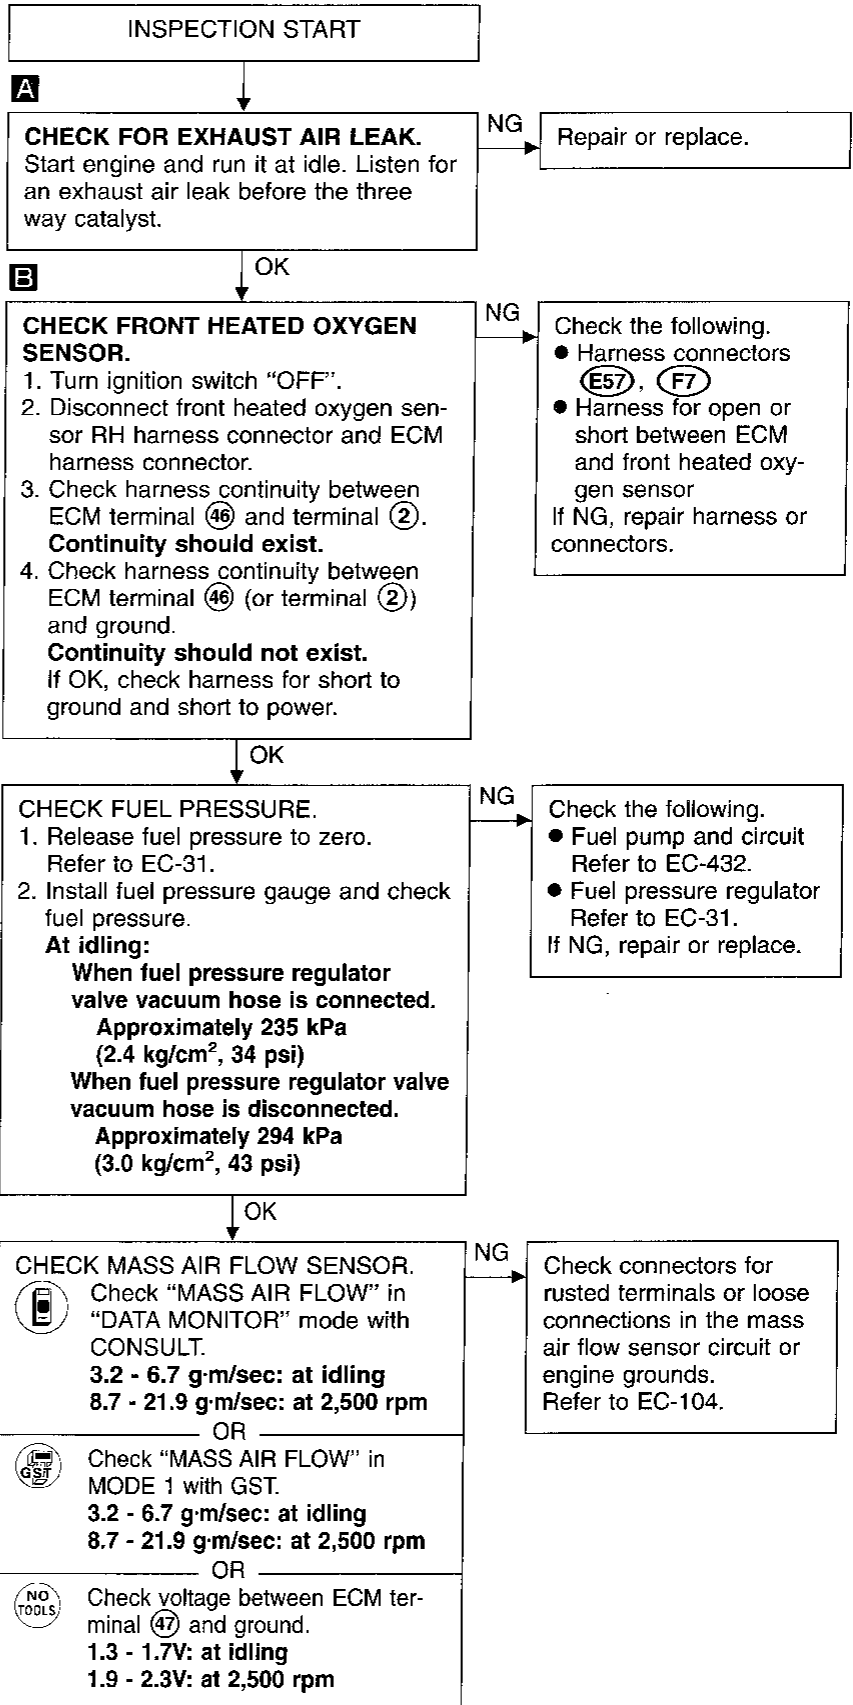 INSPECTION START
A
CHECK FOR EXHAUST AIR LEAK.
Start engine and run it at idle. Listen for
an exhaust air leak before the three
way catalyst.
NG
Repair or replace.
OK
B
CHECK FRONT HEATED OXYGEN
SENSOR.
1. Turn ignition switch “OFF”.
2. Disconnect front heated oxygen sen-
sor RH harness connector and ECM
harness connector.
3. Check harness continuity between
ECM terminal 46 and terminal 2.
Continuity should exist.
4. Check harness continuity between
ECM terminal 46 (or terminal 2)
and ground.
Continuity should not exist.
If OK, check harness for short to
ground and short to power.
NG
Check the following.
● Harness connectors
E57, F7
● Harness for open or
short between ECM
and front heated oxy-
gen sensor
If NG, repair harness or
connectors.
OK
CHECK FUEL PRESSURE.
1. Release fuel pressure to zero.
Refer to EC-31.
2. Install fuel pressure gauge and check
fuel pressure.
At idling:
When fuel pressure regulator
valve vacuum hose is connected.
Approximately 235 kPa
(2.4 kg/cm², 34 psi)
When fuel pressure regulator valve
vacuum hose is disconnected.
Approximately 294 kPa
(3.0 kg/cm², 43 psi)
NG
Check the following.
● Fuel pump and circuit
Refer to EC-432.
● Fuel pressure regulator
Refer to EC-31.
If NG, repair or replace.
OK
CHECK MASS AIR FLOW SENSOR.
Check “MASS AIR FLOW” in
“DATA MONITOR” mode with
CONSULT.
3.2 - 6.7 g·m/sec: at idling
8.7 - 21.9 g·m/sec: at 2,500 rpm
OR
GST
Check “MASS AIR FLOW” in
MODE 1 with GST.
3.2 - 6.7 g·m/sec: at idling
8.7 - 21.9 g·m/sec: at 2,500 rpm
OR
NO
TOOLS
Check voltage between ECM ter-
minal 47 and ground.
1.3 - 1.7V: at idling
1.9 - 2.3V: at 2,500 rpm
NG
Check connectors for
rusted terminals or loose
connections in the mass
air flow sensor circuit or
engine grounds.
Refer to EC-104.